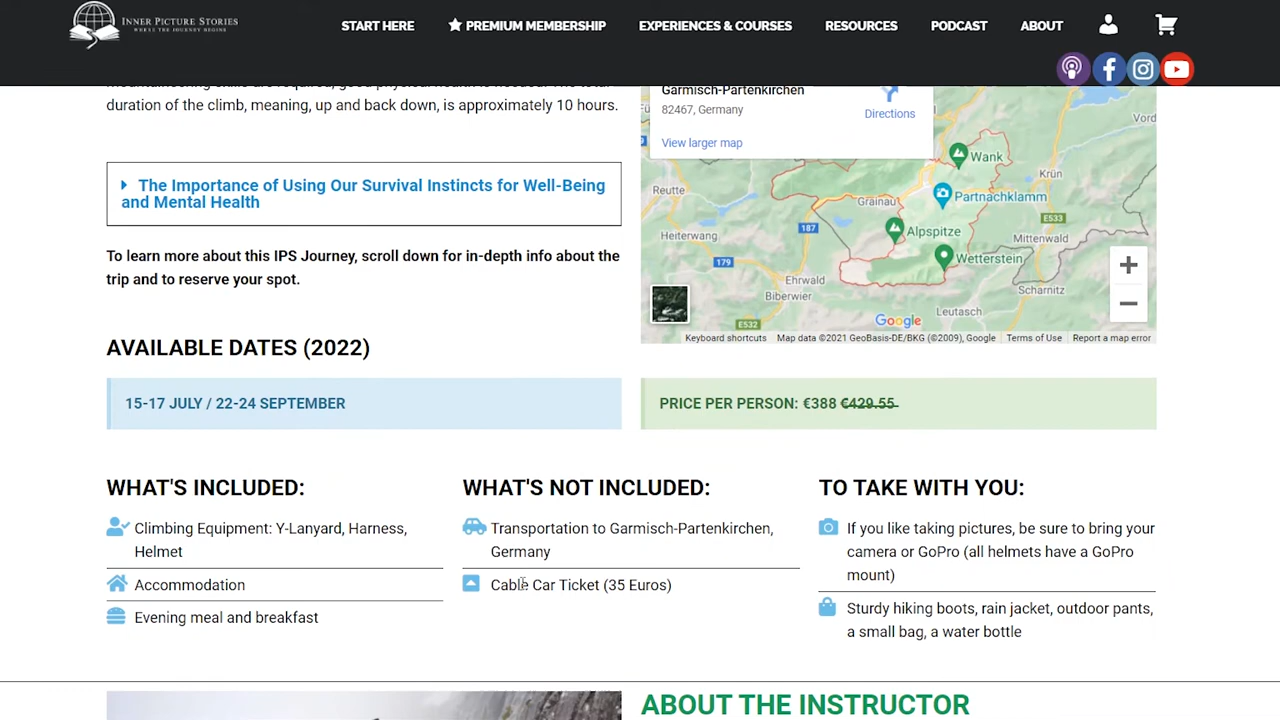 INNER PICTURE STORIES
WHERE THE JOURNEY BEGINS
START HERE
PREMIUM MEMBERSHIP
EXPERIENCES & COURSES
RESOURCES
PODCAST
ABOUT
duration of the climb, meaning, up and back down, is approximately 10 hours.
The Importance of Using Our Survival Instincts for Well-Being
and Mental Health
To learn more about this IPS Journey, scroll down for in-depth info about the
trip and to reserve your spot.
Garmisch-Partenkirchen
82467, Germany
Directions
View larger map
Wank
Krün
Reutte
Partnachklamm
Grainau
E533
187
Alpspitze
Heiterwang
Mittenwald
179
Wetterstein
Ehrwald
Scharnitz
Biberwier
Leutasch
E532
Google
Keyboard shortcuts
Map data ©2021 GeoBasis-DE/BKG (©2009), Google
Terms of Use
Report a map error
AVAILABLE DATES (2022)
15-17 JULY / 22-24 SEPTEMBER
PRICE PER PERSON: €388 €429.55
WHAT'S INCLUDED:
Climbing Equipment: Y-Lanyard, Harness,
Helmet
Accommodation
Evening meal and breakfast
WHAT'S NOT INCLUDED:
Transportation to Garmisch-Partenkirchen,
Germany
Cable Car Ticket (35 Euros)
TO TAKE WITH YOU:
If you like taking pictures, be sure to bring your
camera or GoPro (all helmets have a GoPro
mount)
Sturdy hiking boots, rain jacket, outdoor pants,
a small bag, a water bottle
ABOUT THE INSTRUCTOR